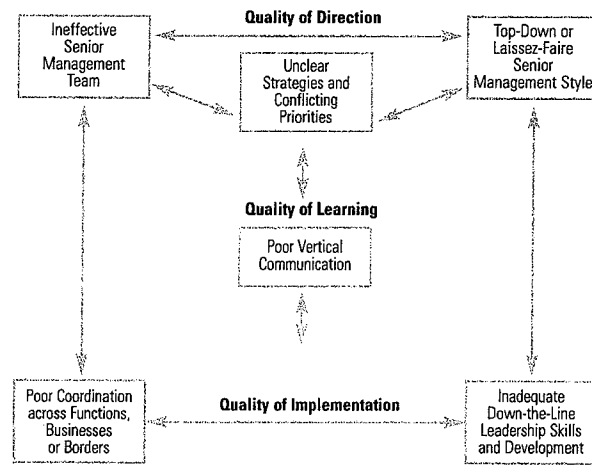 Quality of Direction
Ineffective
Senior
Management
Team
Unclear
Strategies and
Conflicting
Priorities
Top-Down or
Laissez-Faire
Senior
Management Style
Quality of Learning
Poor Vertical
Communication
Poor Coordination
across Functions,
Businesses
or Borders
Quality of Implementation
Inadequate
Down-the-Line
Leadership Skills
and Development